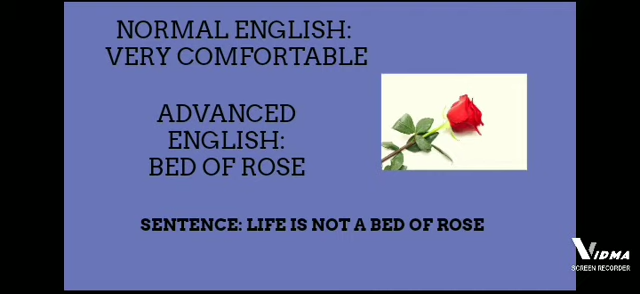 NORMAL ENGLISH:
VERY COMFORTABLE
ADVANCED
ENGLISH:
BED OF ROSE
SENTENCE: LIFE IS NOT A BED OF ROSE
VIDMA
SCREEN RECORDER